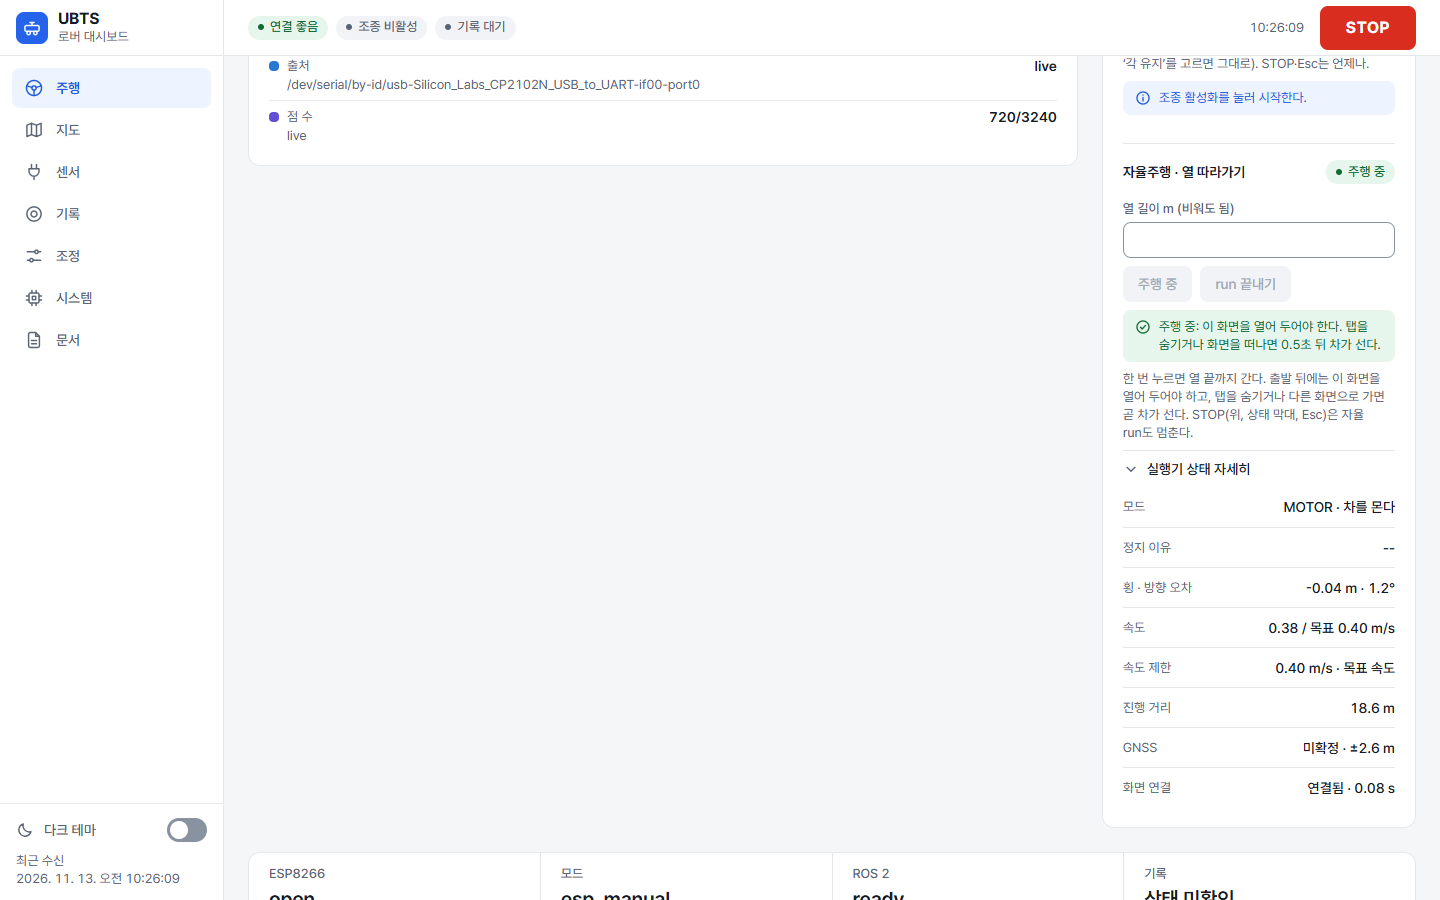 UBTS
로버 대시보드
연결 좋음
조종 비활성
기록 대기
10:26:09
STOP
주행
지도
센서
기록
조정
시스템
문서
다크 테마
최근 수신
2026. 11. 13. 오전 10:26:09
출처
live
/dev/serial/by-id/usb-Silicon_Labs_CP2102N_USB_to_UART-if00-port0
점 수
720/3240
live
'각 유지'를 고르면 그대로). STOP·Esc는 언제나.
조종 활성화를 눌러 시작한다.
자율주행 · 열 따라가기
주행 중
열 길이 m (비워도 됨)
주행 중
run 끝내기
주행 중: 이 화면을 열어 두어야 한다. 탭을
숨기거나 화면을 떠나면 0.5초 뒤 차가 선다.
한 번 누르면 열 끝까지 간다. 출발 뒤에는 이 화면을
열어 두어야 하고, 탭을 숨기거나 다른 화면으로 가면
곧 차가 선다. STOP(위, 상태 막대, Esc)은 자율
run도 멈춘다.
실행기 상태 자세히
모드
MOTOR · 차를 몬다
정지 이유
--
횡 · 방향 오차
-0.04 m · 1.2°
속도
0.38 / 목표 0.40 m/s
속도 제한
0.40 m/s · 목표 속도
진행 거리
18.6 m
GNSS
미확정 · ±2.6 m
화면 연결
연결됨 · 0.08 s
ESP8266
open
모드
esp_manual
ROS 2
ready
기록
상태 미확인